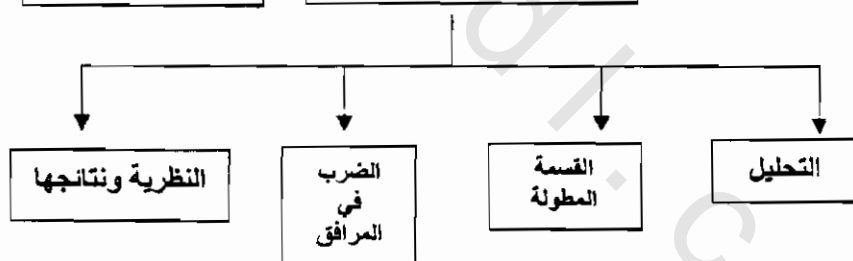 التحليل
القسمة
المطولة
الضرب
في
المرافق
النظرية ونتائجها